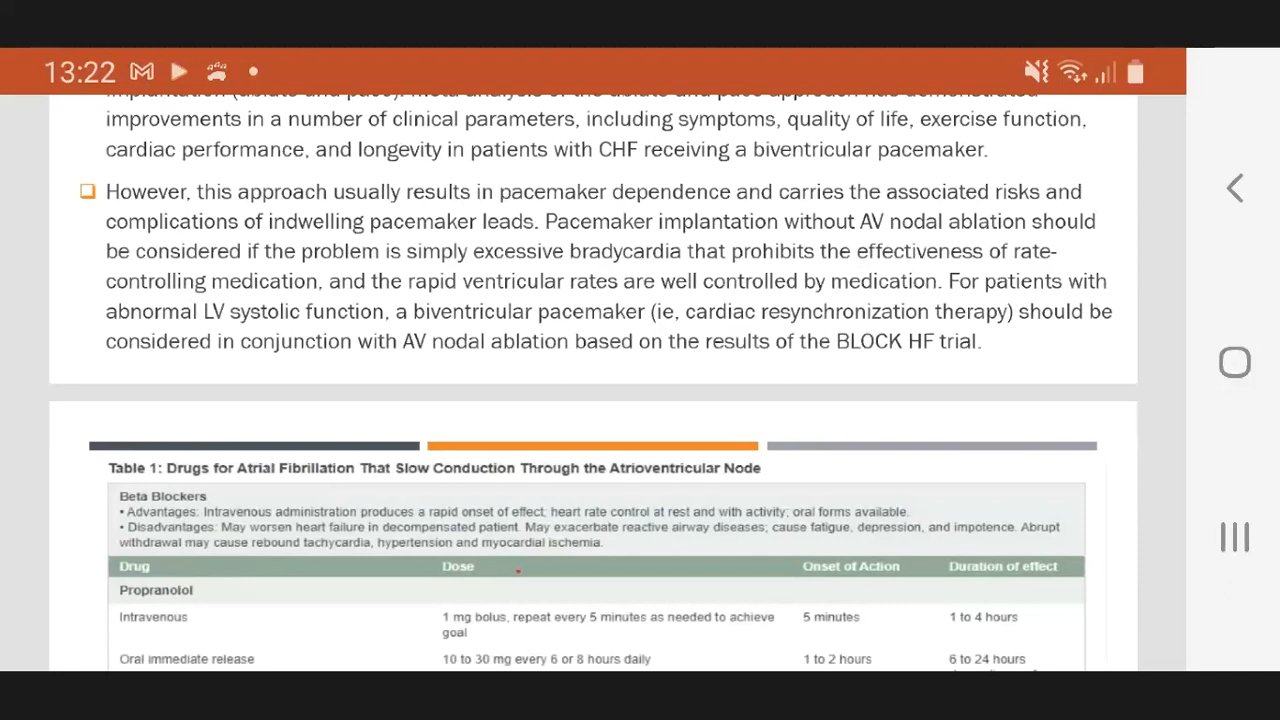 13:22
improvements in a number of clinical parameters, including symptoms, quality of life, exercise function,
cardiac performance, and longevity in patients with CHF receiving a biventricular pacemaker.
However, this approach usually results in pacemaker dependence and carries the associated risks and
complications of indwelling pacemaker leads. Pacemaker implantation without AV nodal ablation should
be considered if the problem is simply excessive bradycardia that prohibits the effectiveness of rate-
controlling medication, and the rapid ventricular rates are well controlled by medication. For patients with
abnormal LV systolic function, a biventricular pacemaker (ie, cardiac resynchronization therapy) should be
considered in conjunction with AV nodal ablation based on the results of the BLOCK HF trial.
Table 1: Drugs for Atrial Fibrillation That Slow Conduction Through the Atrioventricular Node
Beta Blockers
• Advantages: Intravenous administration produces a rapid onset of effect; heart rate control at rest and with activity; oral forms available.
• Disadvantages: May worsen heart failure in decompensated patient. May exacerbate reactive airway diseases; cause fatigue, depression, and impotence. Abrupt
withdrawal may cause rebound tachycardia, hypertension and myocardial ischemia.
Drug Dose Onset of Action Duration of effect
Propranolol
Intravenous 1 mg bolus, repeat every 5 minutes as needed to achieve goal 5 minutes 1 to 4 hours
Oral immediate release 10 to 30 mg every 6 or 8 hours daily 1 to 2 hours 6 to 24 hours